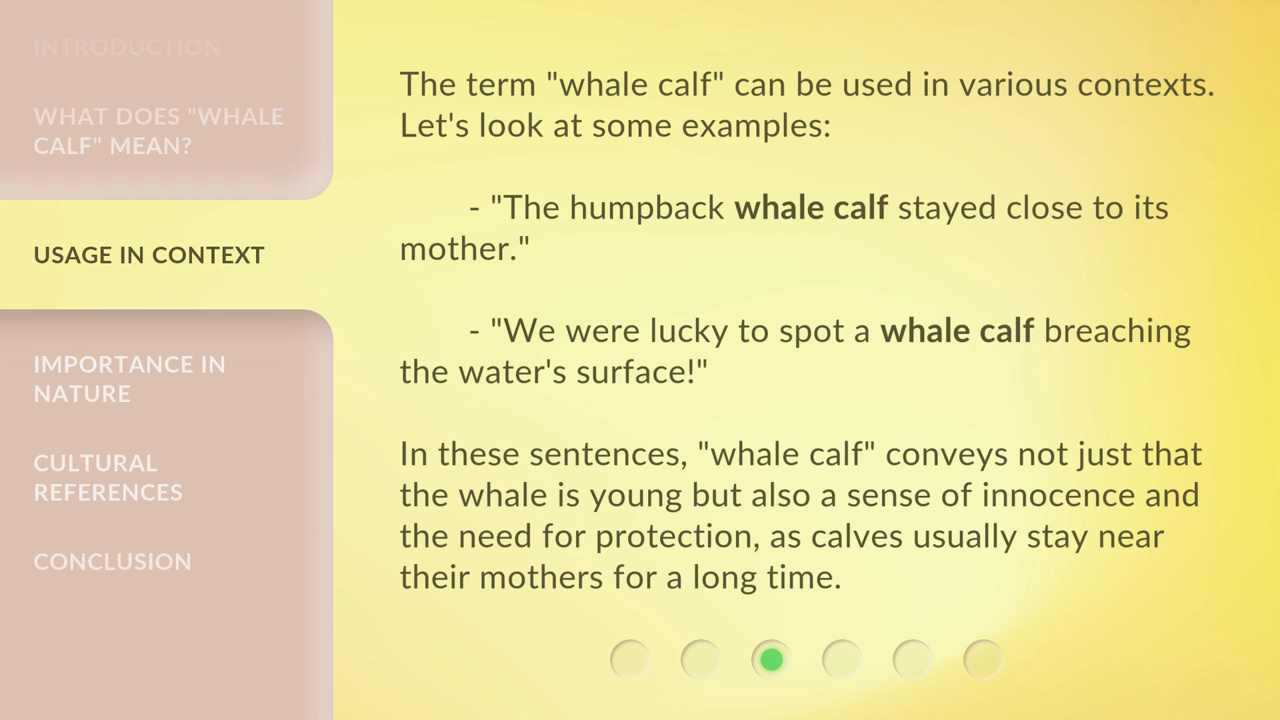 INTRODUCTION
WHAT DOES "WHALE
CALF" MEAN?
USAGE IN CONTEXT
IMPORTANCE IN
NATURE
CULTURAL
REFERENCES
CONCLUSION
The term "whale calf" can be used in various contexts.
Let's look at some examples:
- "The humpback whale calf stayed close to its
mother."
- "We were lucky to spot a whale calf breaching
the water's surface!"
In these sentences, "whale calf" conveys not just that
the whale is young but also a sense of innocence and
the need for protection, as calves usually stay near
their mothers for a long time.